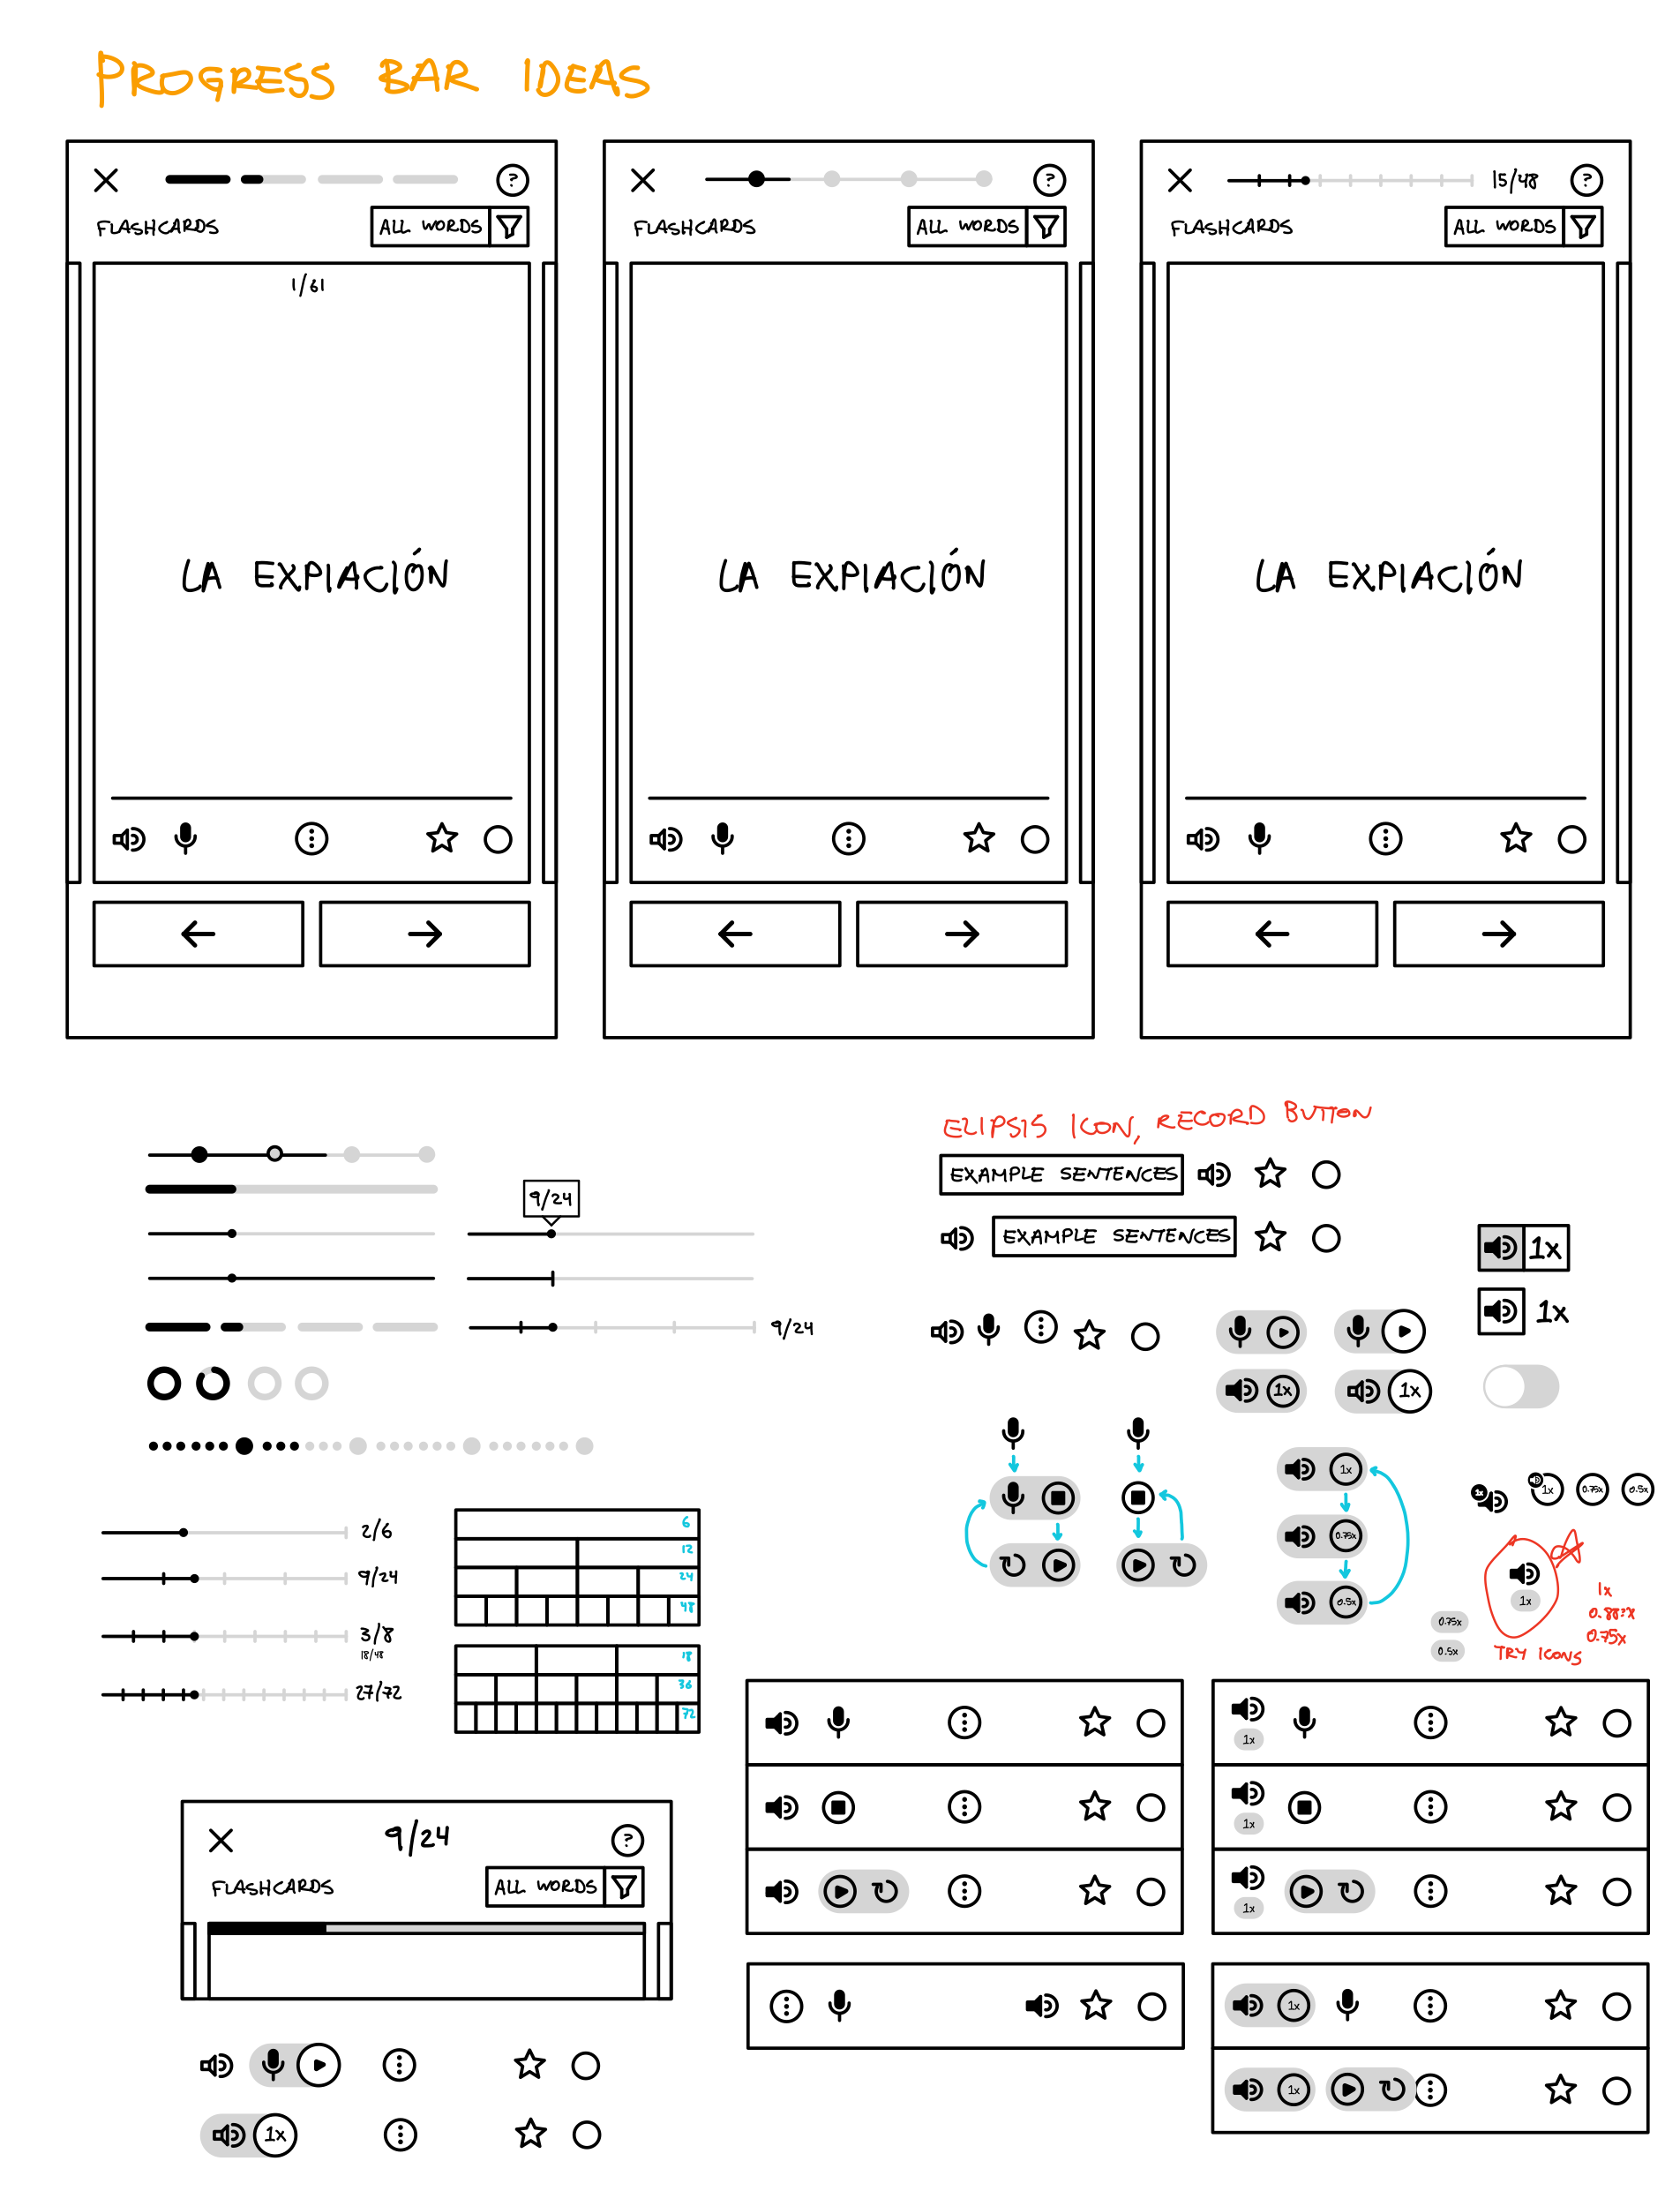 PROGRESS BAR IDEAS
?
FLASHCARDS
ALL WORDS
1/61
LA EXPIACIÓN
?
FLASHCARDS
ALL WORDS
LA EXPIACIÓN
15/48
?
FLASHCARDS
ALL WORDS
LA EXPIACIÓN
9/24
9/24
2/6
9/24
3/8
18/48
27/72
6
12
24
48
18
36
72
9/24
?
FLASHCARDS
ALL WORDS
1x
ELIPSIS ICON, RECORD BUTTON
EXAMPLE SENTENCES
EXAMPLE SENTENCES
1x
1x
1x
1x
1x
0.75x
0.5x
1x
1x
0.75x
0.5x
1x
0.75x
0.5x
1x
0.75x
TRY ICONS
1x
1x
1x
1x
1x